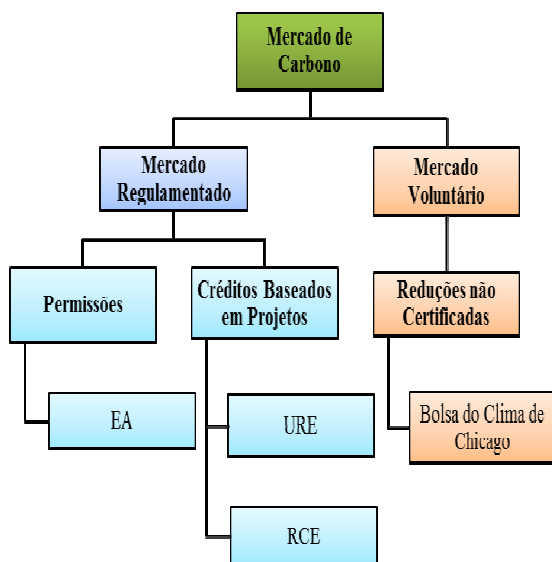 Mercado de
Carbono
Mercado
Regulamentado
Mercado
Voluntário
Permissões
Créditos Baseados
em Projetos
Reduções não
Certificadas
EA
URE
Bolsa do Clima de
Chicago
RCE